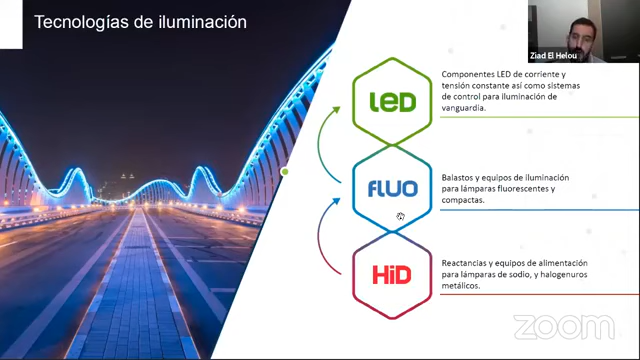 Tecnologías de iluminación
Ziad El Helou
LED
Componentes LED de corriente y
tensión constante así como sistemas
de control para iluminación de
vanguardia.
FLUO
Balastos y equipos de iluminación
para lámparas fluorescentes y
compactas.
HiD
Reactancias y equipos de alimentación
para lámparas de sodio, y halogenuros
metálicos.
zoom